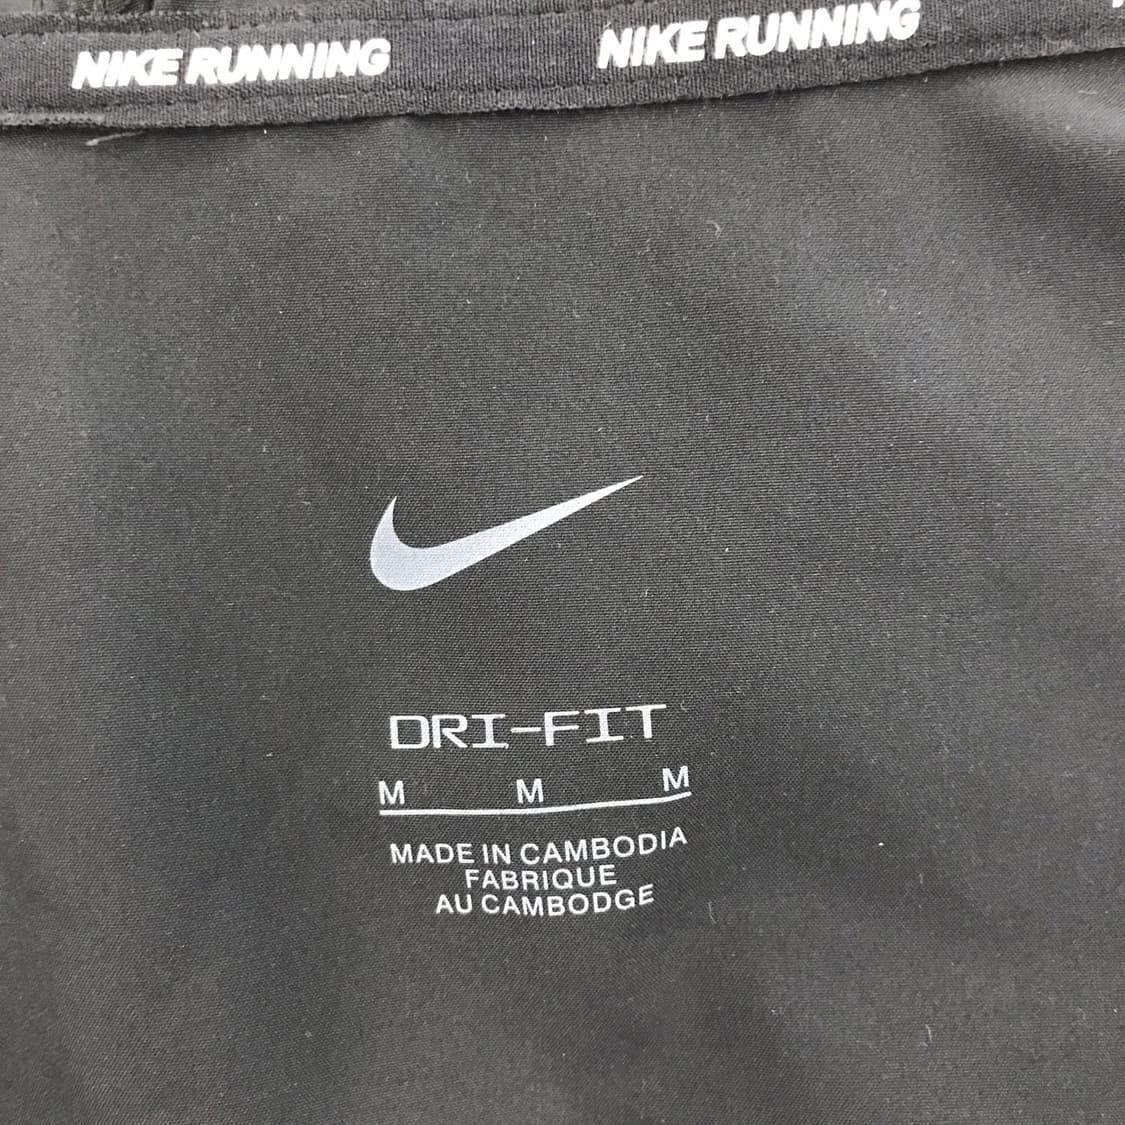 NIKE RUNNING NIKE RUNNING
DRI-FIT
M M M
MADE IN CAMBODIA
FABRIQUE
AU CAMBODGE